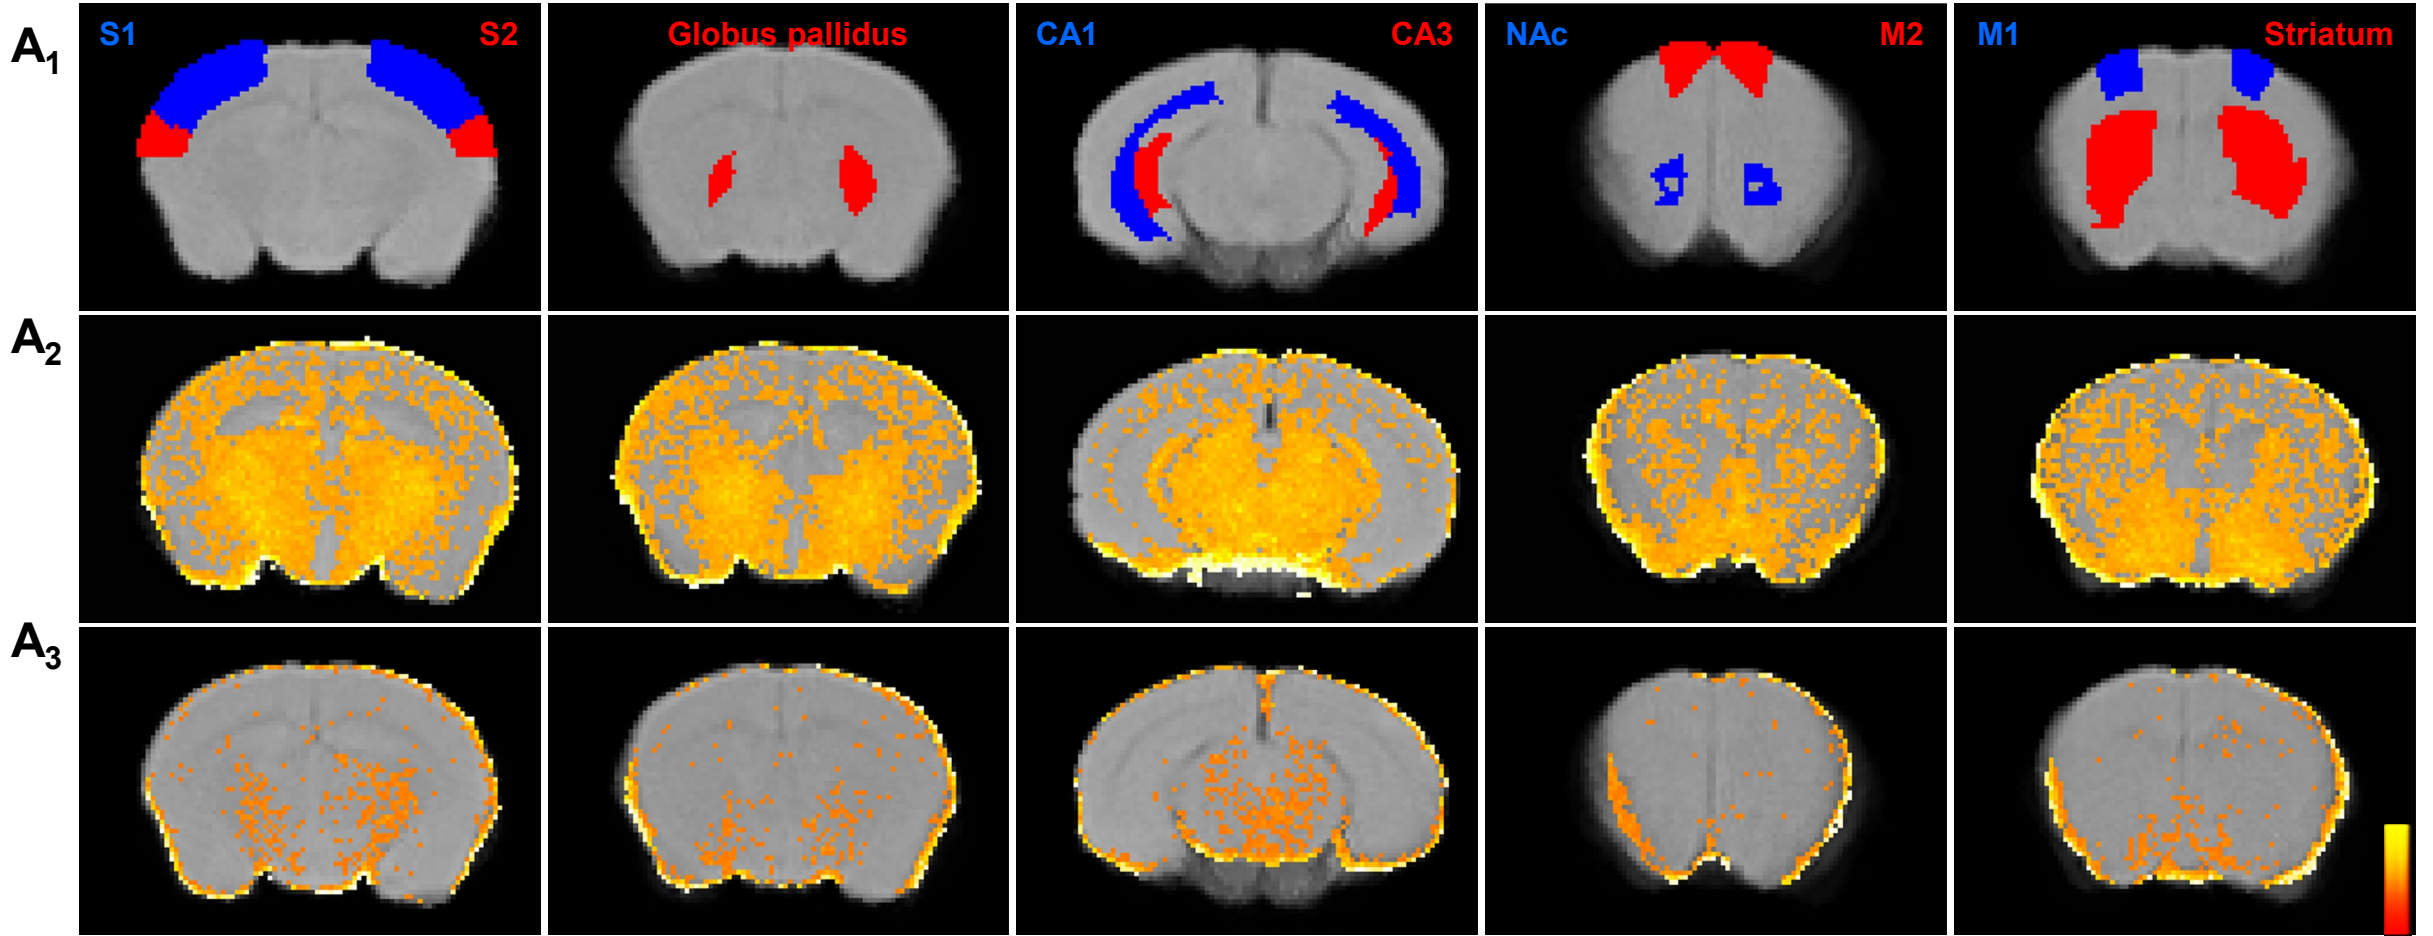 A1
S1 S2
Globus pallidus
CA1 CA3
NAc M2
M1 Striatum
A2
A3